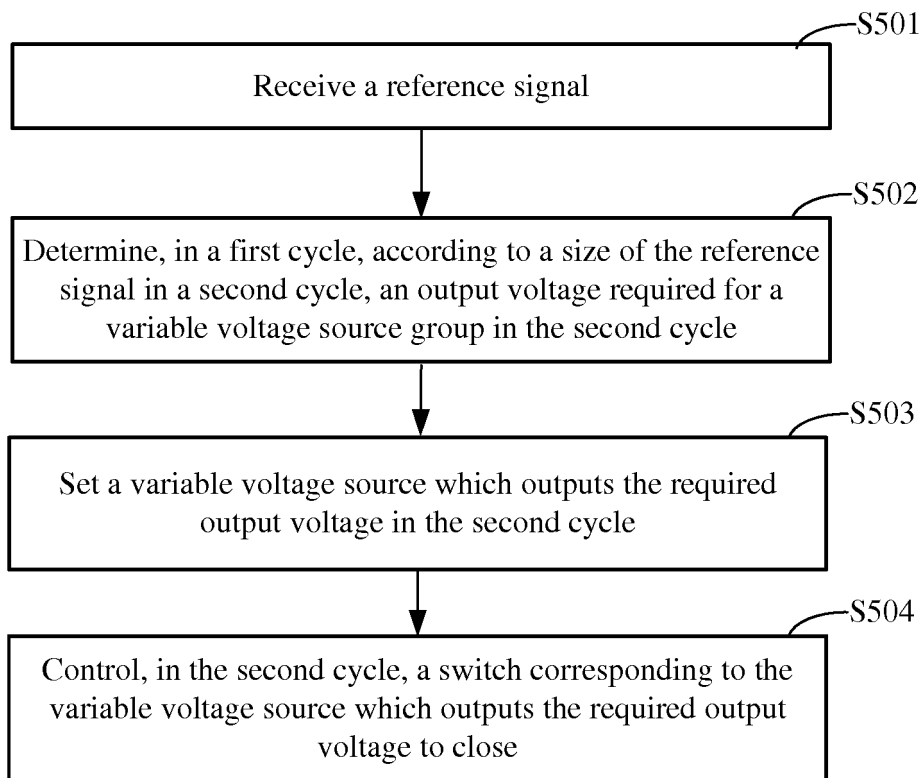 S501
Receive a reference signal
S502
Determine, in a first cycle, according to a size of the reference
signal in a second cycle, an output voltage required for a
variable voltage source group in the second cycle
S503
Set a variable voltage source which outputs the required
output voltage in the second cycle
S504
Control, in the second cycle, a switch corresponding to the
variable voltage source which outputs the required output
voltage to close